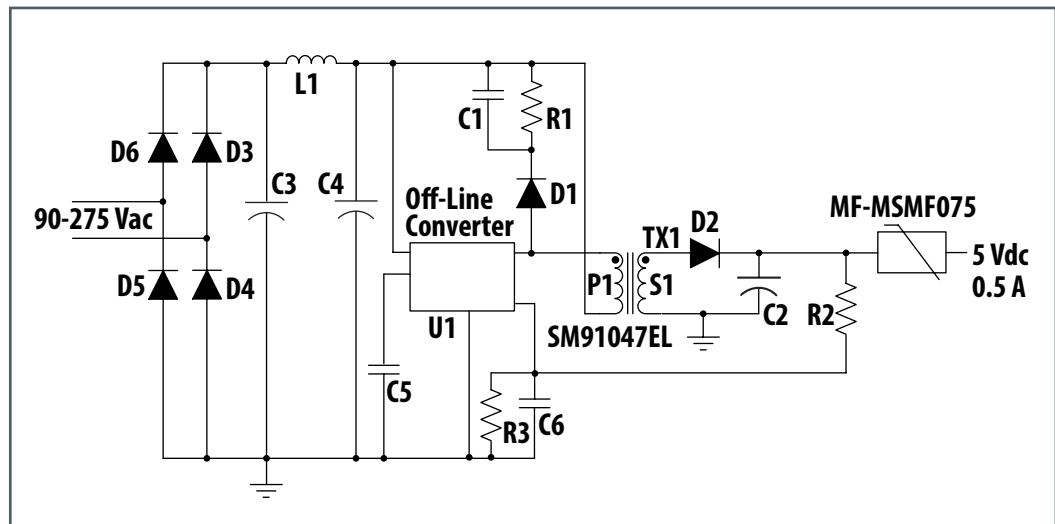 L1
C1
R1
D6
D3
C3
C4
D1
Off-Line
Converter
MF-MSMF075
90-275 Vac
TX1
D2
5 Vdc
0.5 A
P1
S1
D5
D4
U1
C2
R2
SM91047EL
C5
R3
C6